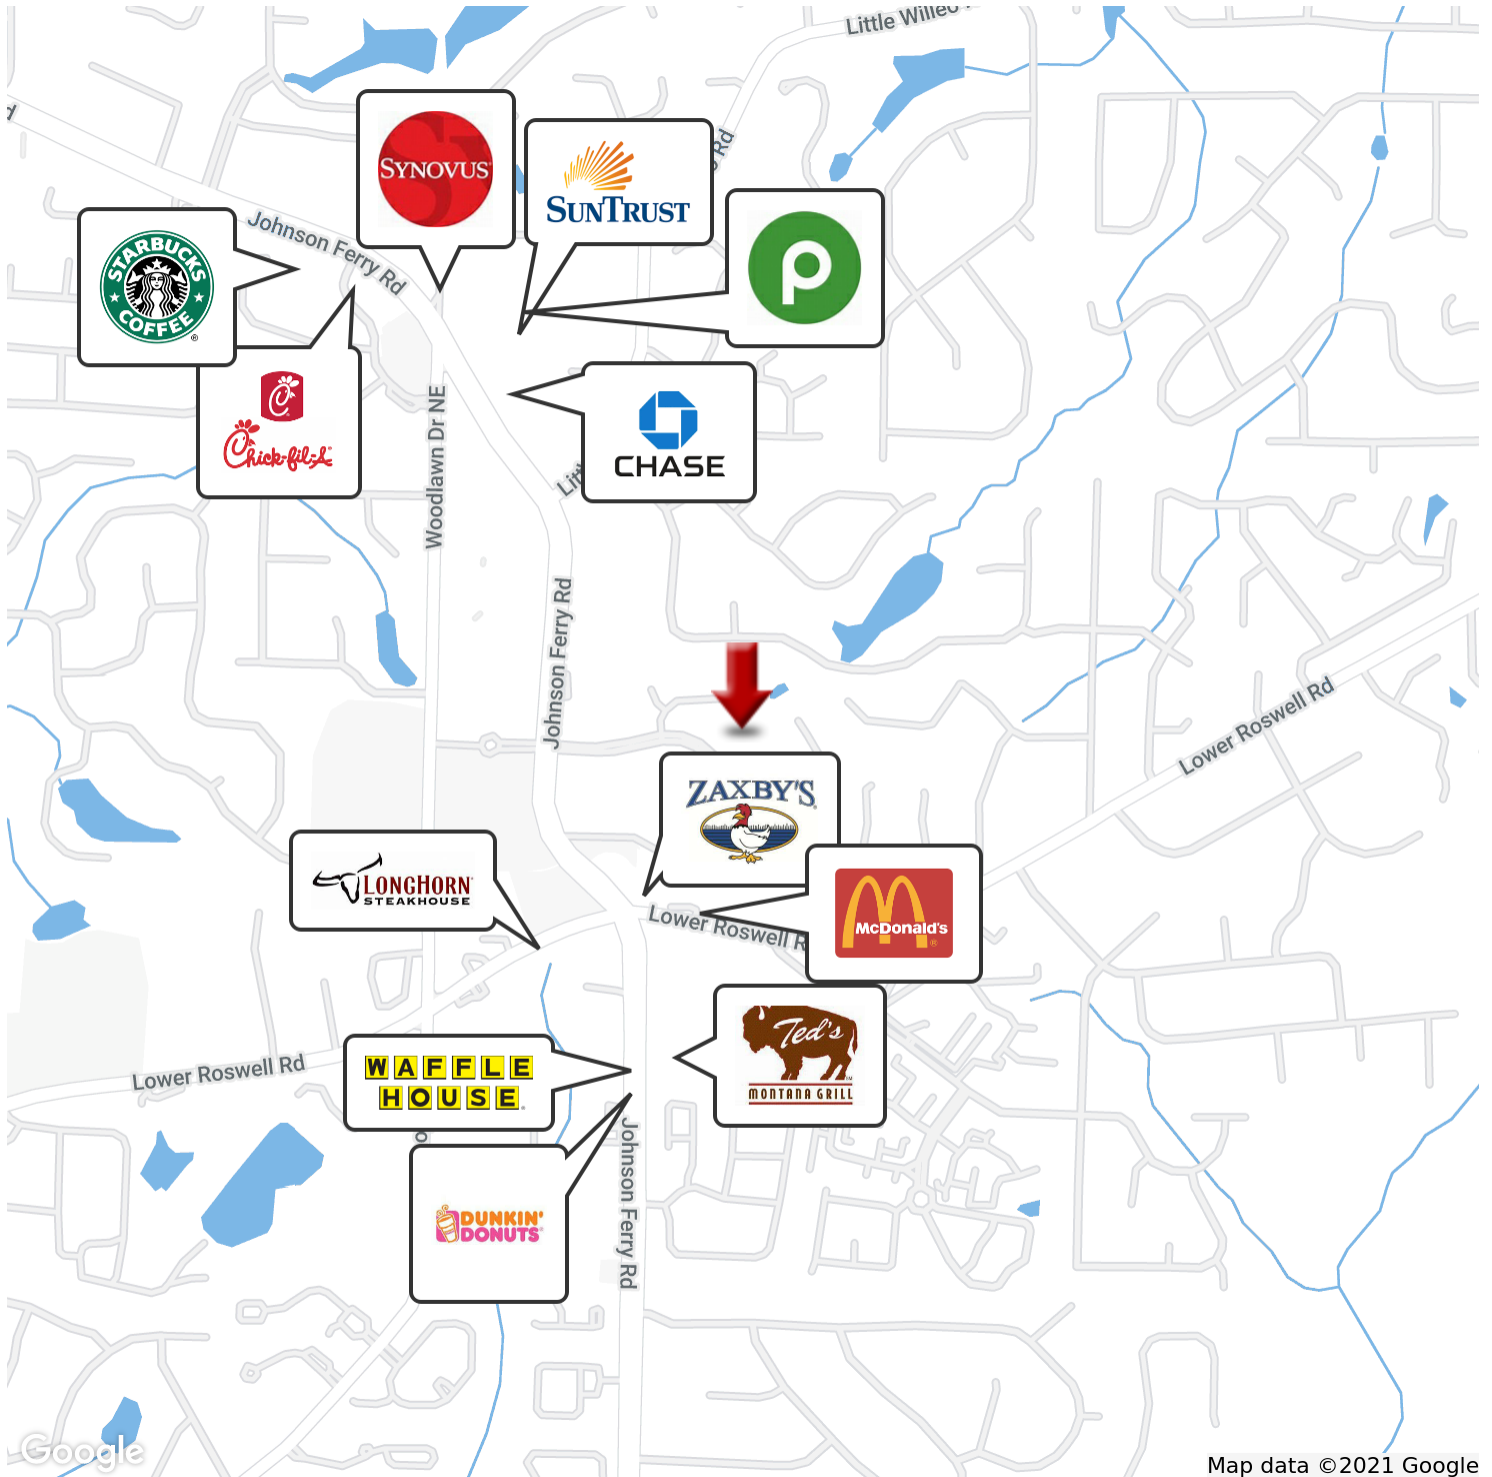 Little Willeo
d
Rd
SYNOVUS
SUNTRUST
STARBUCKS
COFFEE
®
Johnson Ferry Rd
Chick-fil-A
CHASE
Woodlawn Dr NE
Johnson Ferry Rd
Lower Roswell Rd
ZAXBY'S
LONGHORN
STEAKHOUSE
Lower Roswell R
McDonald's
®
Ted's
MONTANA GRILL
WAFFLE
HOUSE
Lower Roswell Rd
Johnson Ferry Rd
DUNKIN'
DONUTS
Google
Map data ©2021 Google